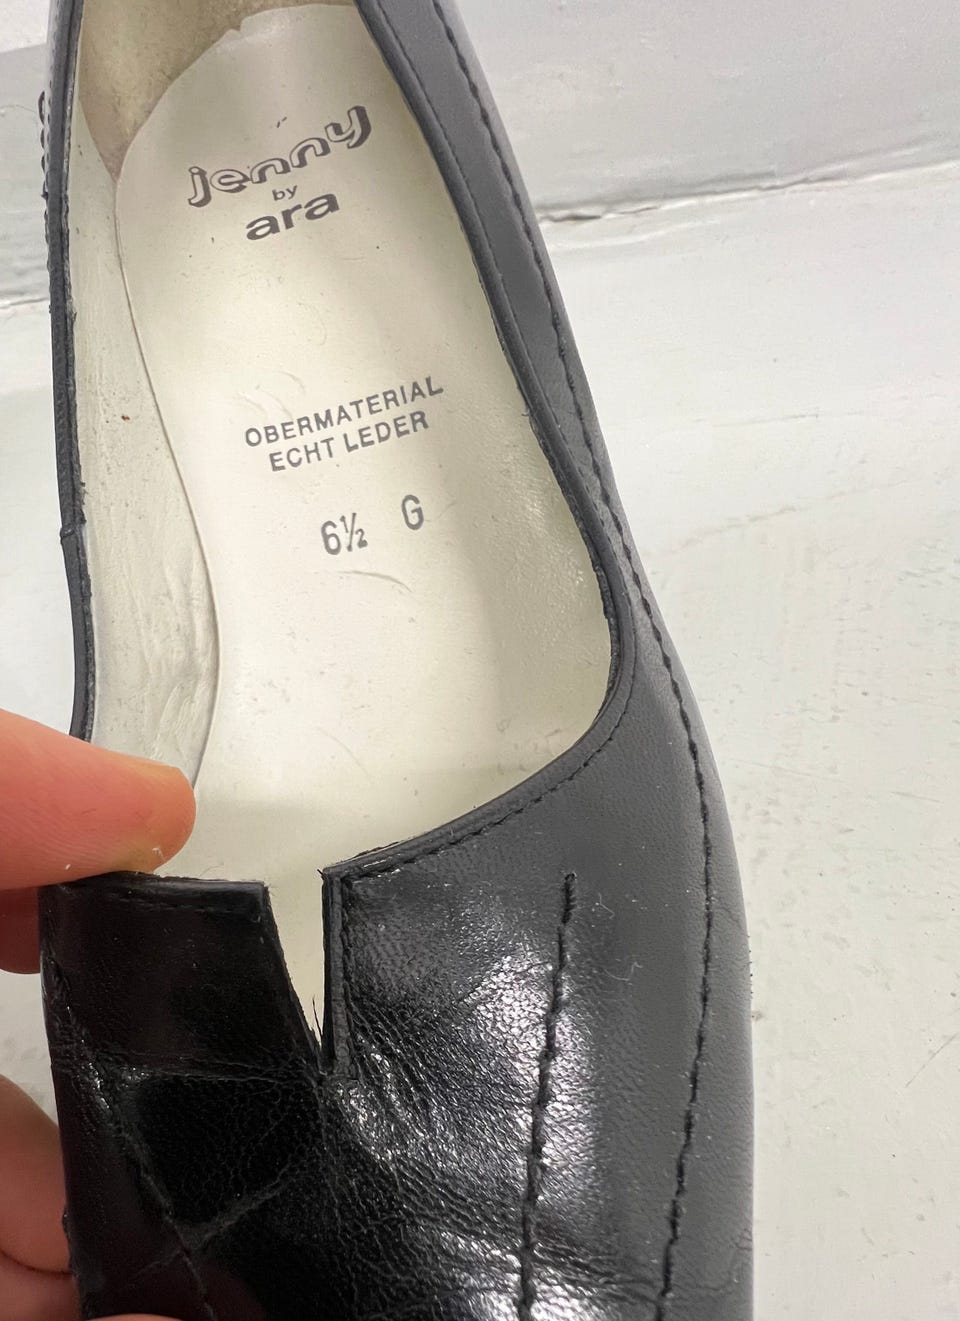 jenny
by
ara
OBERMATERIAL
ECHT LEDER
6½ G